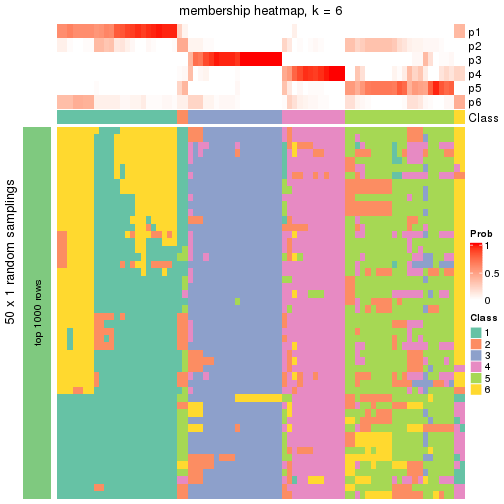 membership heatmap, k = 6
p1
p2
p3
p4
p5
p6
Class
50 x 1 random samplings
top 1000 rows
Prob
1
0.5
0
Class
1
2
3
4
5
6